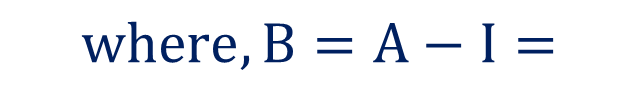 where, B = A − I =